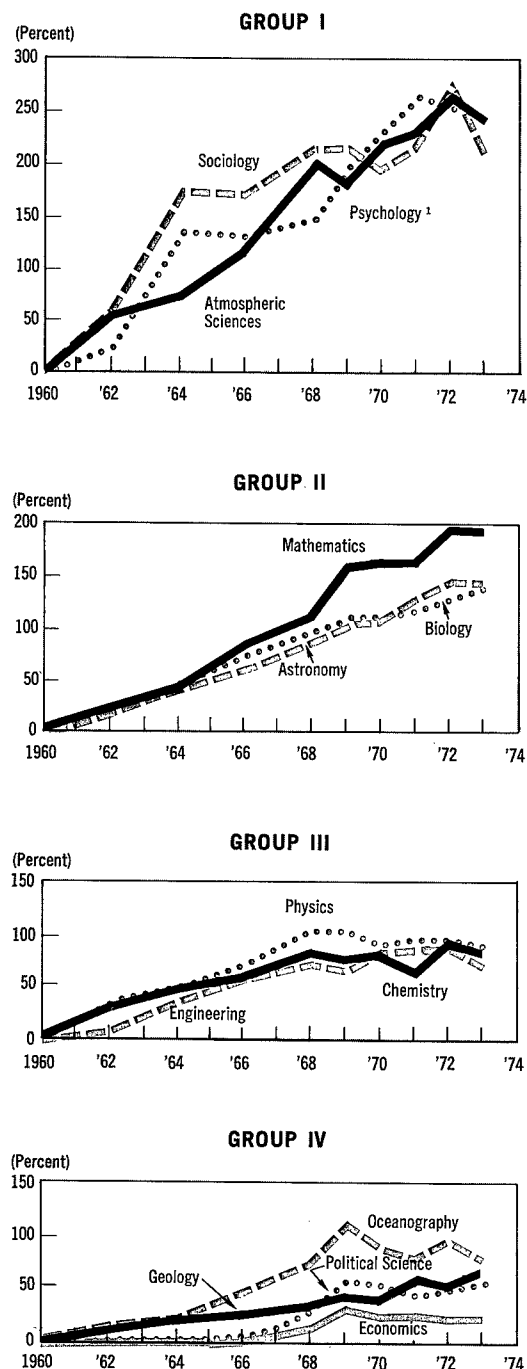 GROUP I
(Percent)
300
250
200
150
100
50
0
Sociology
Psychology 1
Atmospheric
Sciences
1960 '62 '64 '66 '68 '70 '72 '74
GROUP II
(Percent)
200
150
100
50
0
Mathematics
Biology
Astronomy
1960 '62 '64 '66 '68 '70 '72 '74
GROUP III
(Percent)
150
100
50
0
Physics
Chemistry
Engineering
1960 '62 '64 '66 '68 '70 '72 '74
GROUP IV
(Percent)
150
100
50
0
Oceanography
Political Science
Geology
Economics
1960 '62 '64 '66 '68 '70 '72 '74